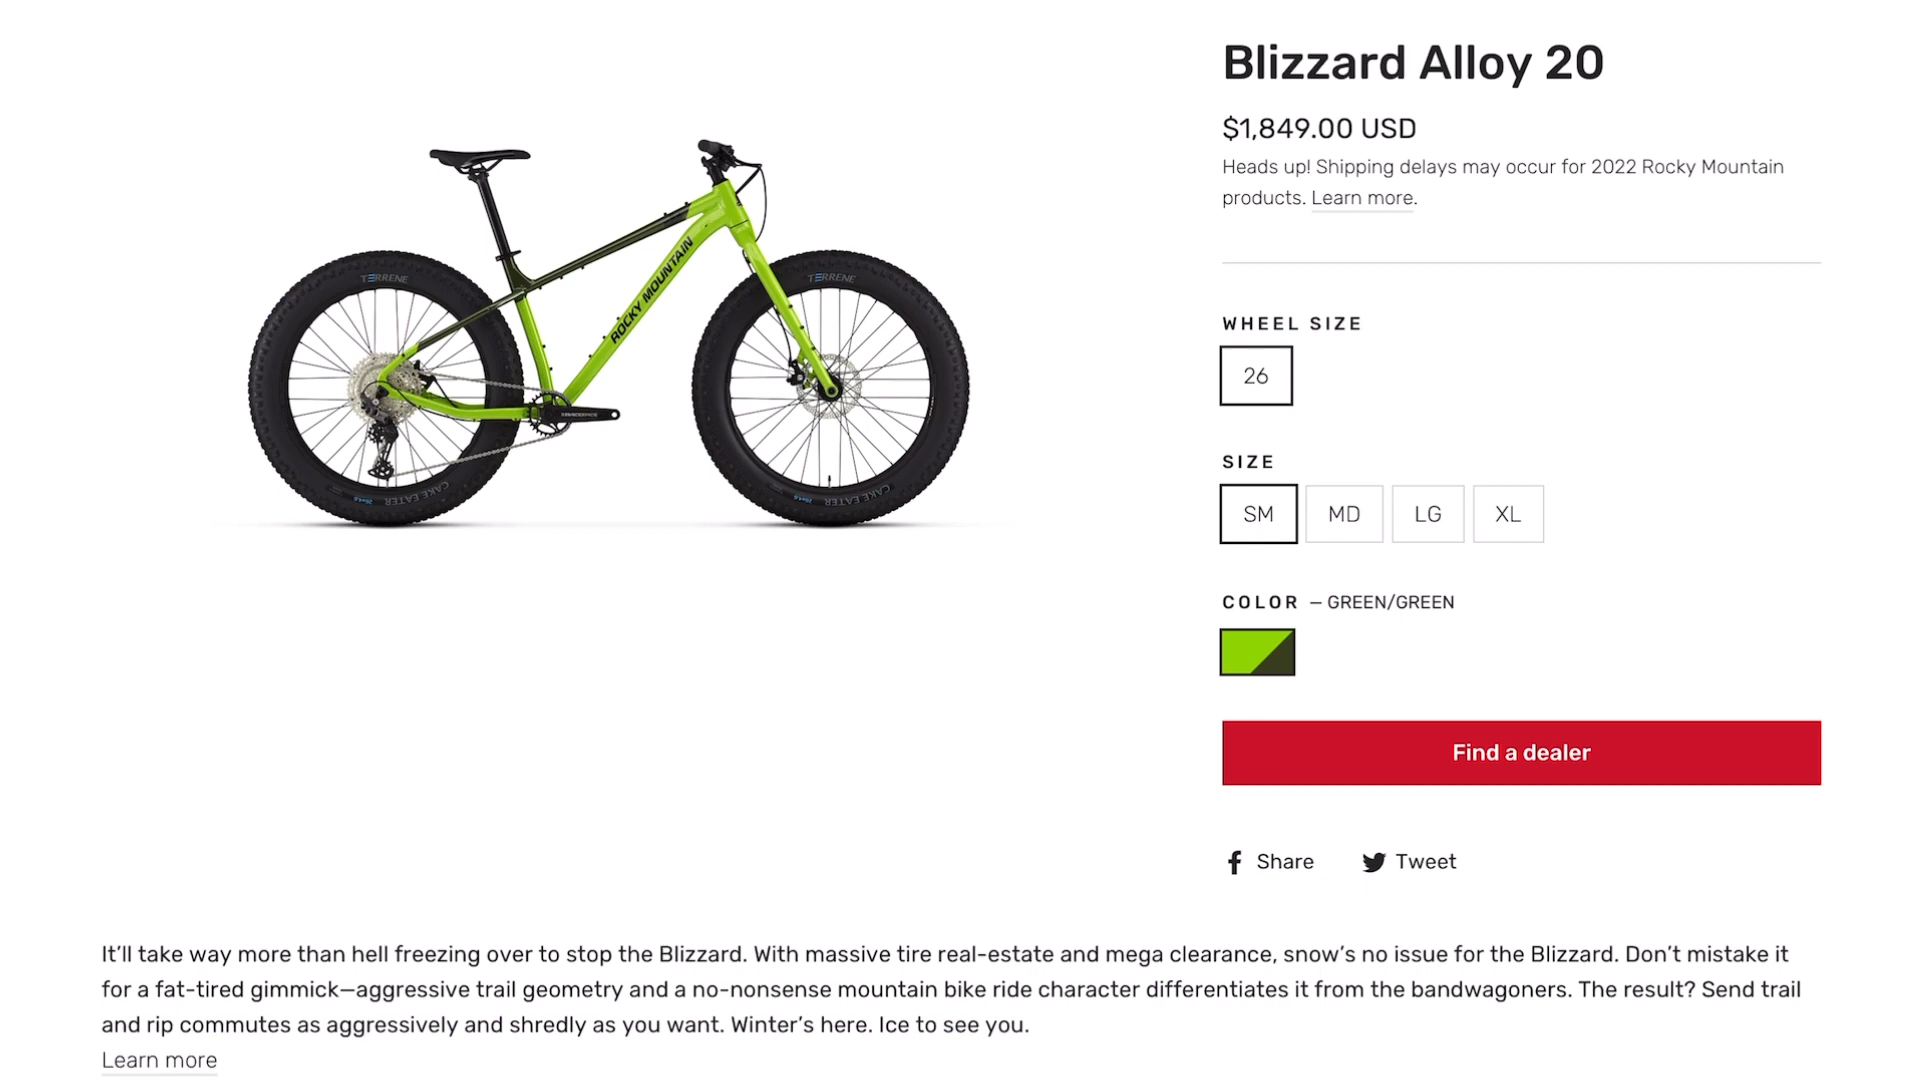 Blizzard Alloy 20
$1,849.00 USD
Heads up! Shipping delays may occur for 2022 Rocky Mountain
products. Learn more.
WHEEL SIZE
26
SIZE
SM MD LG XL
COLOR — GREEN/GREEN
Find a dealer
Share Tweet
TERRENE
TERRENE
ROCKY MOUNTAIN
RACEFACE
CAKE EATER
CAKE EATER
It'll take way more than hell freezing over to stop the Blizzard. With massive tire real-estate and mega clearance, snow's no issue for the Blizzard. Don't mistake it
for a fat-tired gimmick—aggressive trail geometry and a no-nonsense mountain bike ride character differentiates it from the bandwagoners. The result? Send trail
and rip commutes as aggressively and shredly as you want. Winter's here. Ice to see you.
Learn more